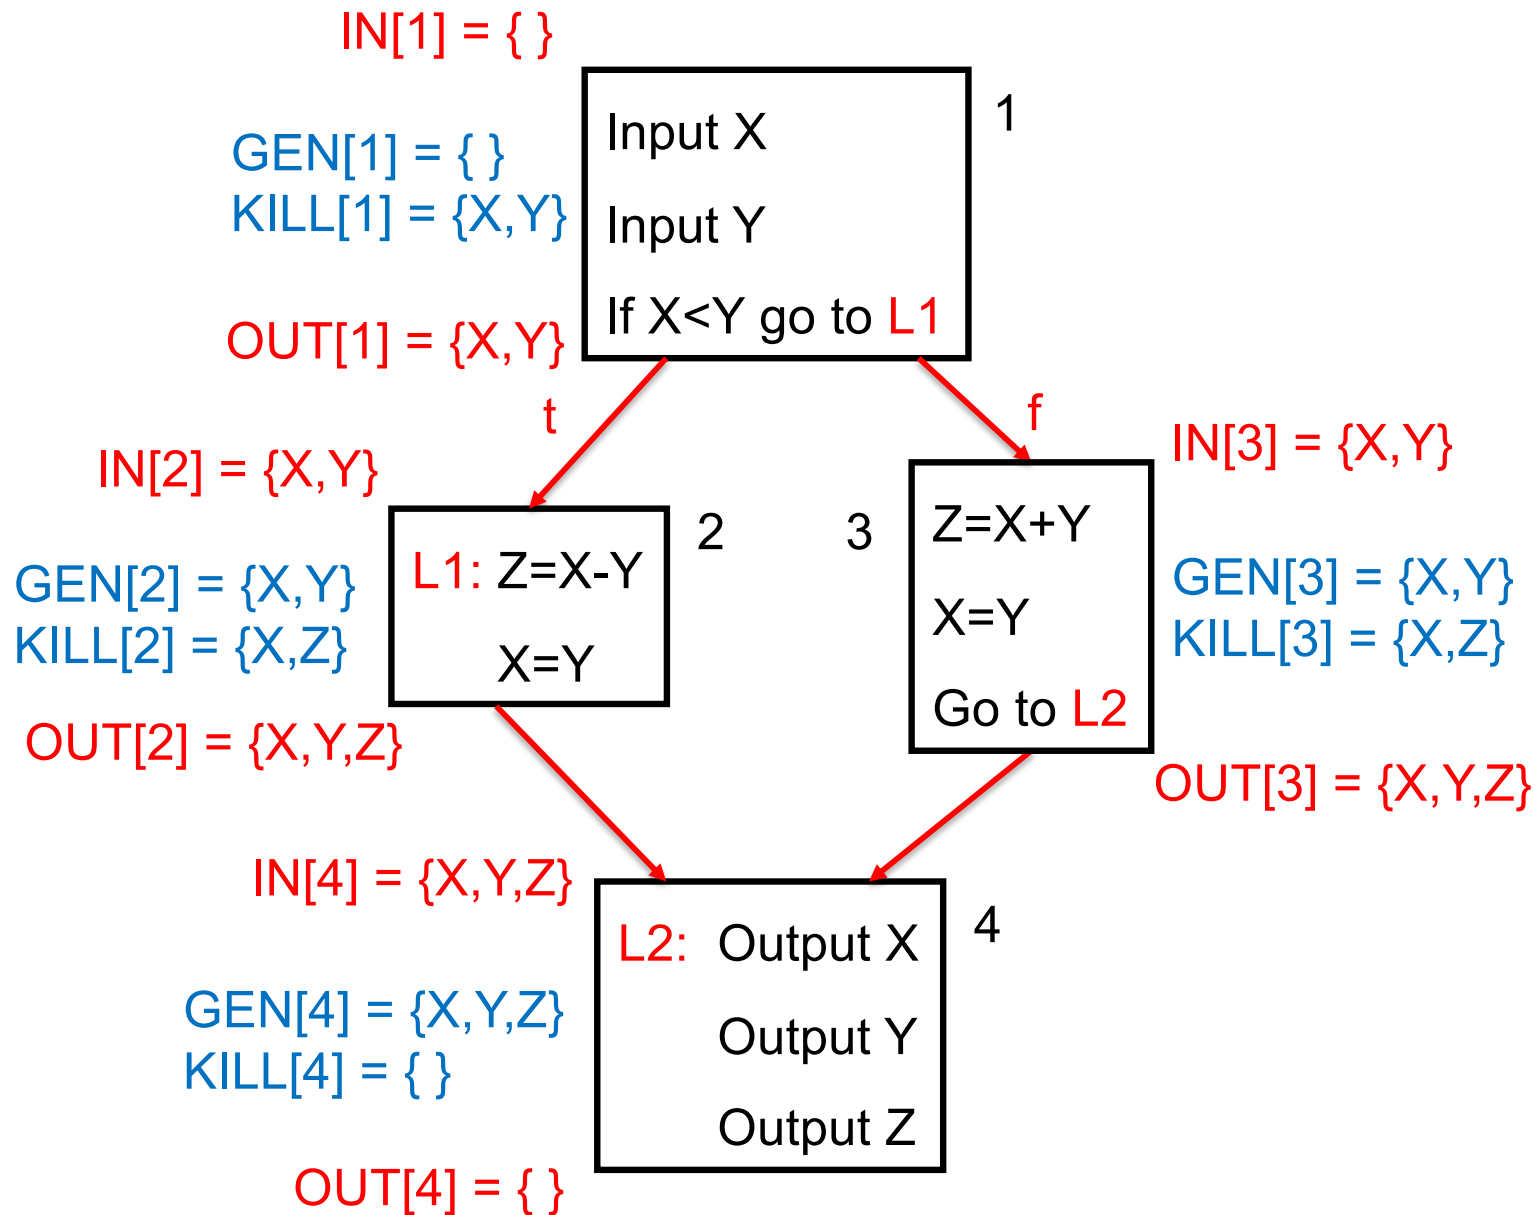 IN[1] = { }
1
Input X
GEN[1] = { }
KILL[1] = {X,Y}
Input Y
If X<Y go to L1
OUT[1] = {X,Y}
t
f
IN[2] = {X,Y}
IN[3] = {X,Y}
2
3
L1: Z=X-Y
X=Y
GEN[2] = {X,Y}
KILL[2] = {X,Z}
Z=X+Y
X=Y
Go to L2
GEN[3] = {X,Y}
KILL[3] = {X,Z}
OUT[2] = {X,Y,Z}
OUT[3] = {X,Y,Z}
IN[4] = {X,Y,Z}
4
L2: Output X
Output Y
Output Z
GEN[4] = {X,Y,Z}
KILL[4] = { }
OUT[4] = { }